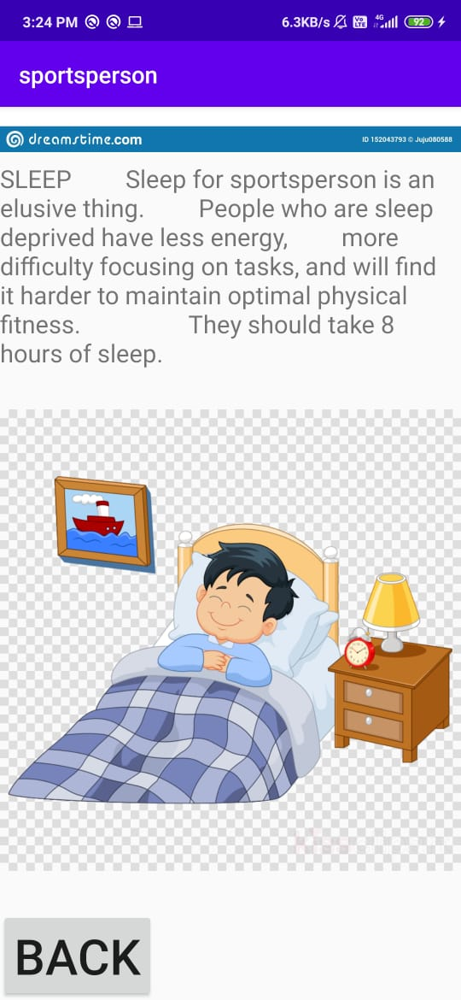 3:24 PM 6.3KB/s Vo LTE 4G 92
sportsperson
dreamstime.com ID 152043793 © Juju080588
SLEEP Sleep for sportsperson is an
elusive thing. People who are sleep
deprived have less energy, more
difficulty focusing on tasks, and will find
it harder to maintain optimal physical
fitness. They should take 8
hours of sleep.
BACK